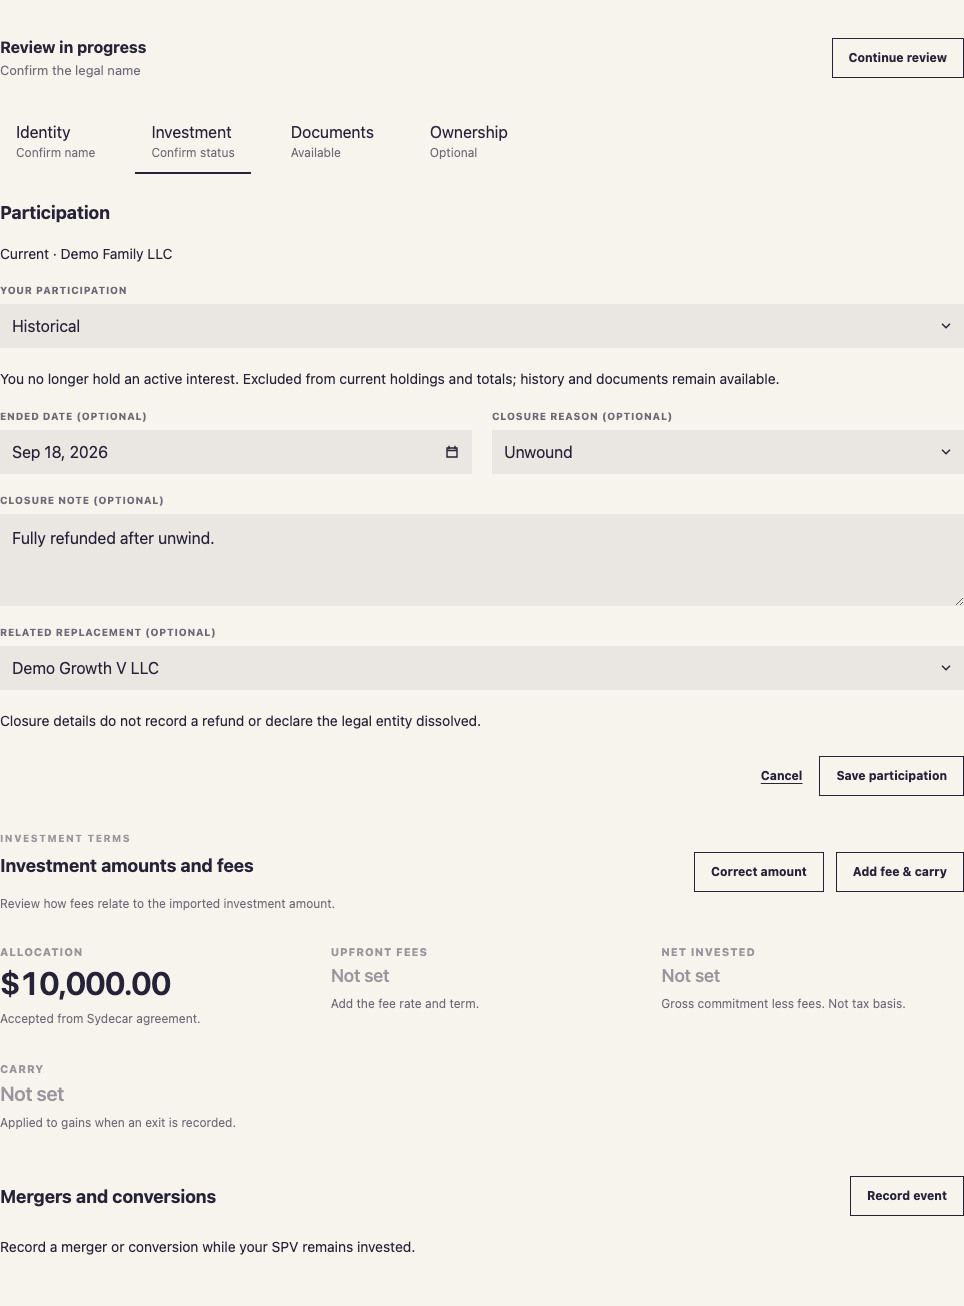 Review in progress
Confirm the legal name
Continue review
Identity
Confirm name
Investment
Confirm status
Documents
Available
Ownership
Optional
Participation
Current · Demo Family LLC
YOUR PARTICIPATION
Historical
You no longer hold an active interest. Excluded from current holdings and totals; history and documents remain available.
ENDED DATE (OPTIONAL)
Sep 18, 2026
CLOSURE REASON (OPTIONAL)
Unwound
CLOSURE NOTE (OPTIONAL)
Fully refunded after unwind.
RELATED REPLACEMENT (OPTIONAL)
Demo Growth V LLC
Closure details do not record a refund or declare the legal entity dissolved.
Cancel
Save participation
INVESTMENT TERMS
Investment amounts and fees
Review how fees relate to the imported investment amount.
Correct amount
Add fee & carry
ALLOCATION
$10,000.00
Accepted from Sydecar agreement.
UPFRONT FEES
Not set
Add the fee rate and term.
NET INVESTED
Not set
Gross commitment less fees. Not tax basis.
CARRY
Not set
Applied to gains when an exit is recorded.
Mergers and conversions
Record event
Record a merger or conversion while your SPV remains invested.